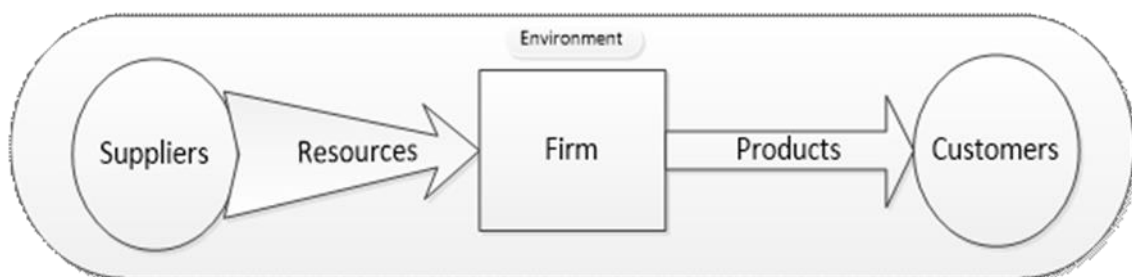 Environment
Suppliers
Resources
Firm
Products
Customers